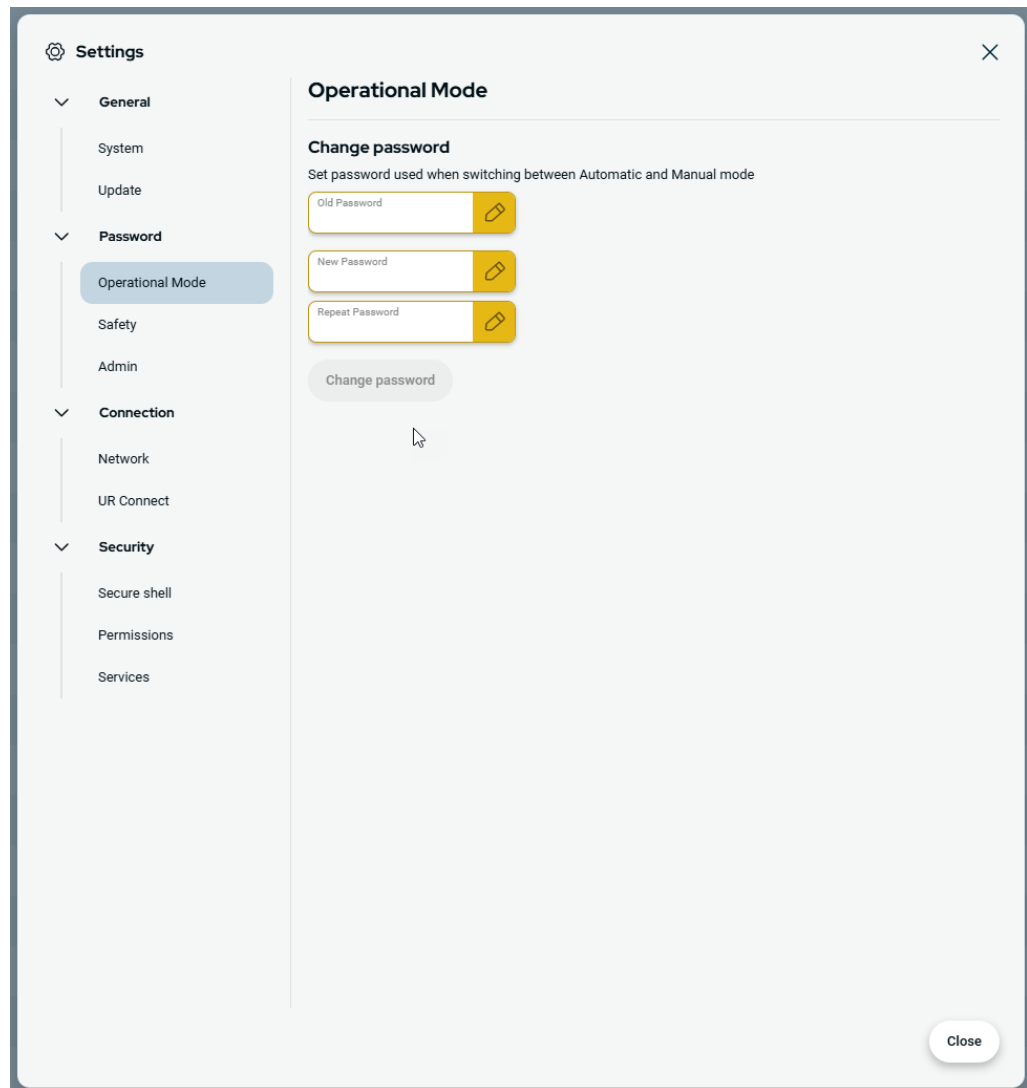 Settings
General
System
Update
Password
Operational Mode
Safety
Admin
Connection
Network
UR Connect
Security
Secure shell
Permissions
Services
Operational Mode
Change password
Set password used when switching between Automatic and Manual mode
Old Password
New Password
Repeat Password
Change password
Close